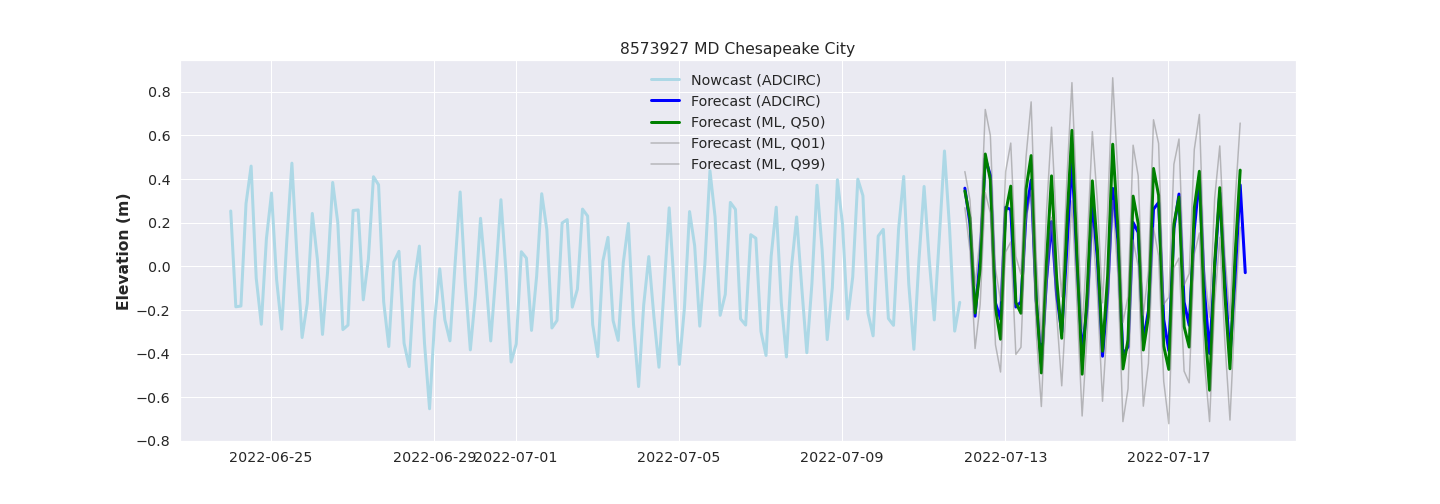 8573927 MD Chesapeake City
Nowcast (ADCIRC)
Forecast (ADCIRC)
Forecast (ML, Q50)
Forecast (ML, Q01)
Forecast (ML, Q99)
Elevation (m)
0.8
0.6
0.4
0.2
0.0
−0.2
−0.4
−0.6
−0.8
2022-06-25 2022-06-29 2022-07-01 2022-07-05 2022-07-09 2022-07-13 2022-07-17